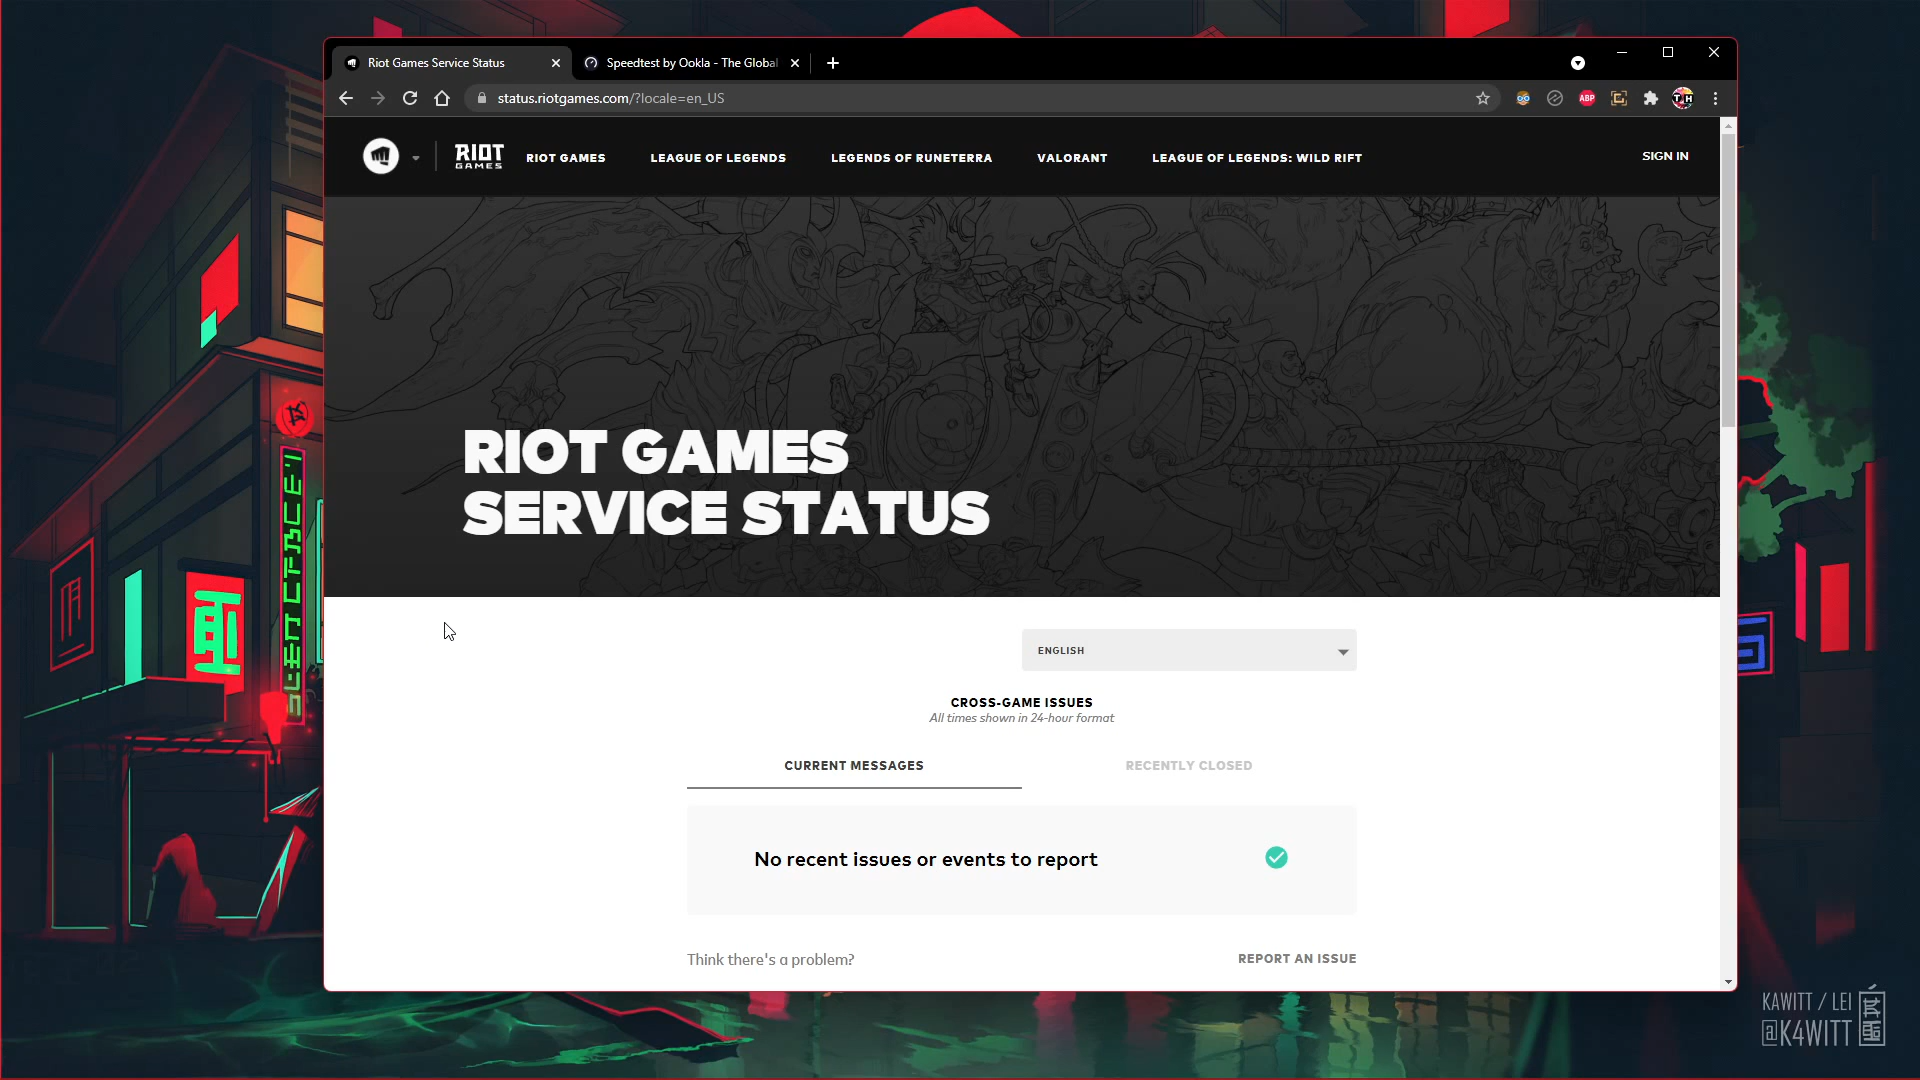 Riot Games Service Status
Speedtest by Ookla - The Global
status.riotgames.com/?locale=en_US
ABP
T H
RIOT GAMES
RIOT GAMES
LEAGUE OF LEGENDS
LEGENDS OF RUNETERRA
VALORANT
LEAGUE OF LEGENDS: WILD RIFT
SIGN IN
RIOT GAMES
SERVICE STATUS
ENGLISH
CROSS-GAME ISSUES
All times shown in 24-hour format
CURRENT MESSAGES
RECENTLY CLOSED
No recent issues or events to report
Think there's a problem?
REPORT AN ISSUE
KAWITT / LEI
@K4WITT